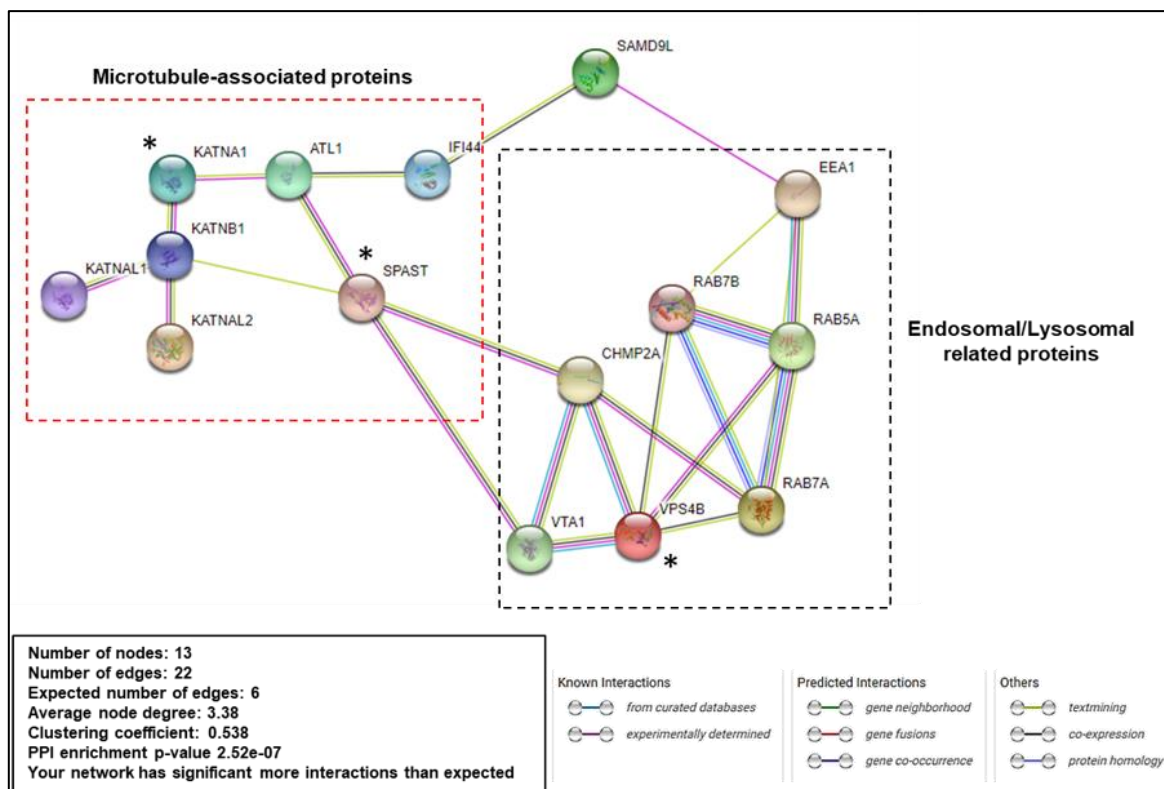 SAMD9L
Microtubule-associated proteins
*
KATNA1
ATL1
IFI44
EEA1
KATNB1
*
KATNAL1
SPAST
RAB7B
KATNAL2
RAB5A
Endosomal/Lysosomal
related proteins
CHMP2A
RAB7A
VTA1
VPS4B
*
Number of nodes: 13
Number of edges: 22
Expected number of edges: 6
Average node degree: 3.38
Clustering coefficient: 0.538
PPI enrichment p-value 2.52e-07
Your network has significant more interactions than expected
Known Interactions
from curated databases
experimentally determined
Predicted Interactions
gene neighborhood
gene fusions
gene co-occurrence
Others
textmining
co-expression
protein homology